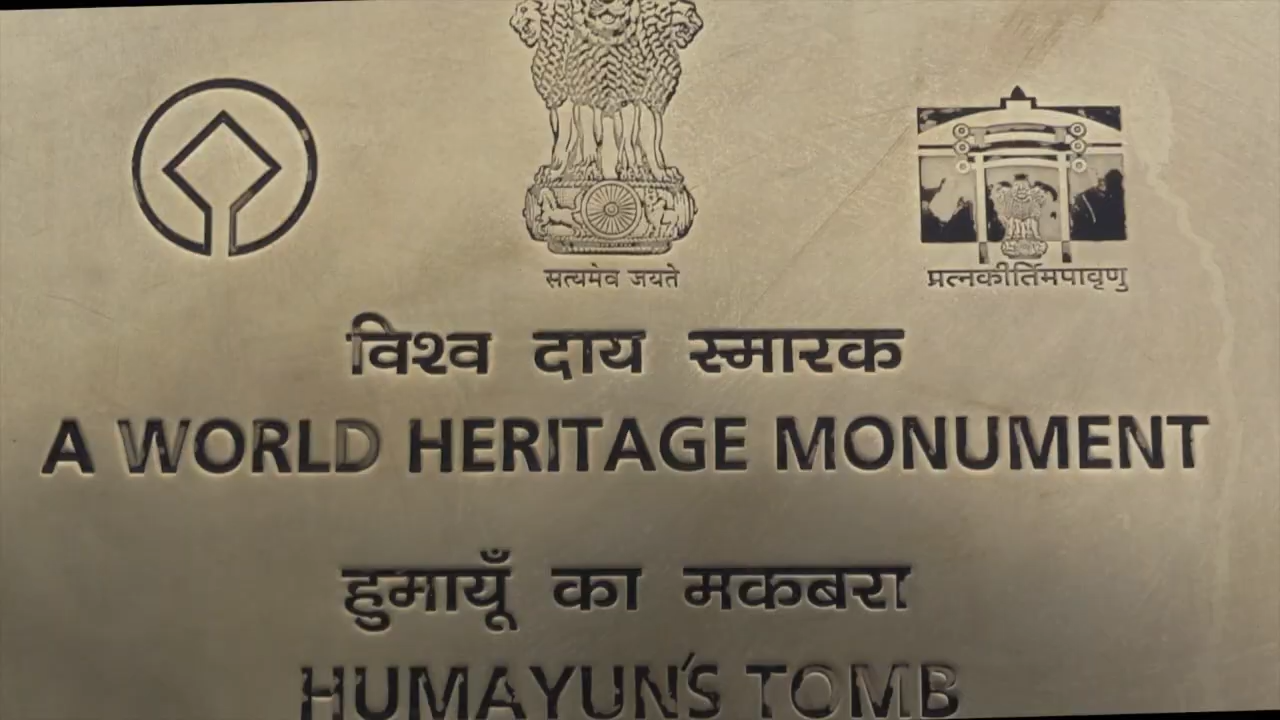 सत्यमेव जयते
प्रत्नकीर्तिमपावृणु
विश्व दाय स्मारक
A WORLD HERITAGE MONUMENT
हुमायूँ का मकबरा
HUMAYUN'S TOMB